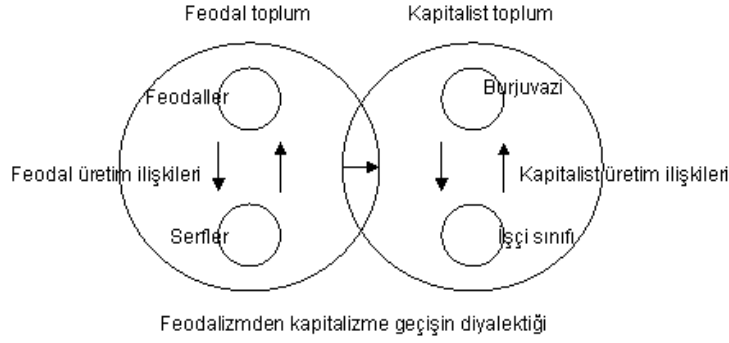 Feodal toplum
Kapitalist toplum
Feodaller
Burjuvazi
Feodal üretim ilişkileri
Kapitalist üretim ilişkileri
Serfler
İşçi sınıfı
Feodalizmden kapitalizme geçişin diyalektiği